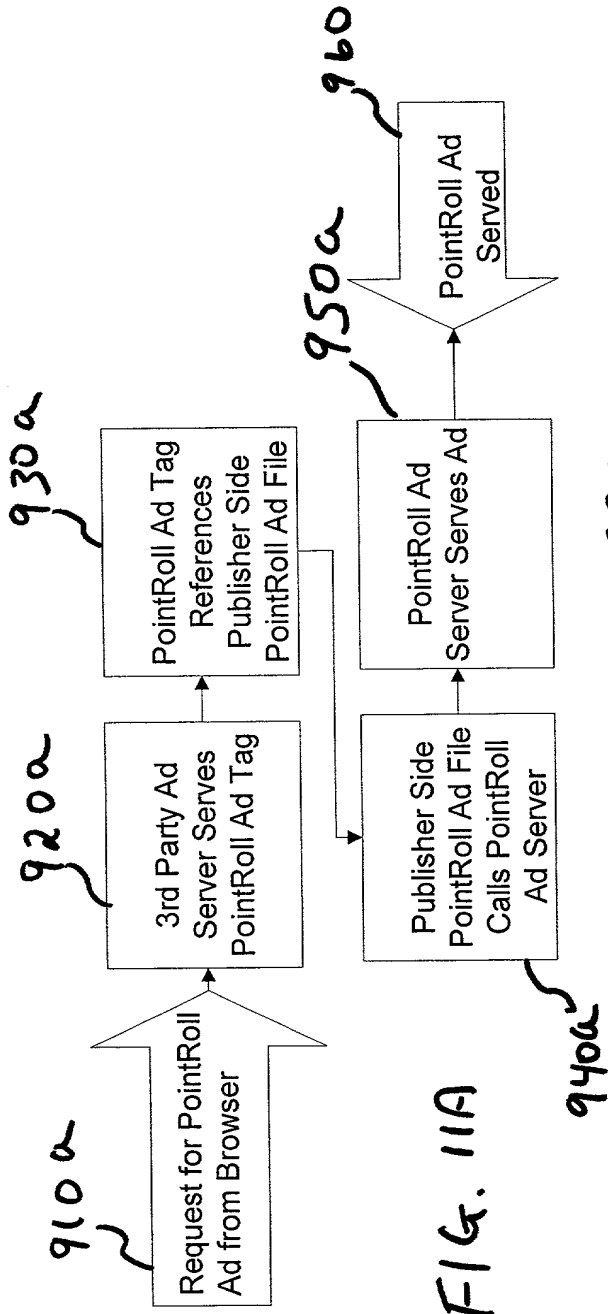 910a
Request for PointRoll
Ad from Browser
920a
3rd Party Ad
Server Serves
PointRoll Ad Tag
930a
PointRoll Ad Tag
References
Publisher Side
PointRoll Ad File
940a
Publisher Side
PointRoll Ad File
Calls PointRoll
Ad Server
950a
PointRoll Ad
Server Serves Ad
960
PointRoll Ad
Served
FIG. 11A